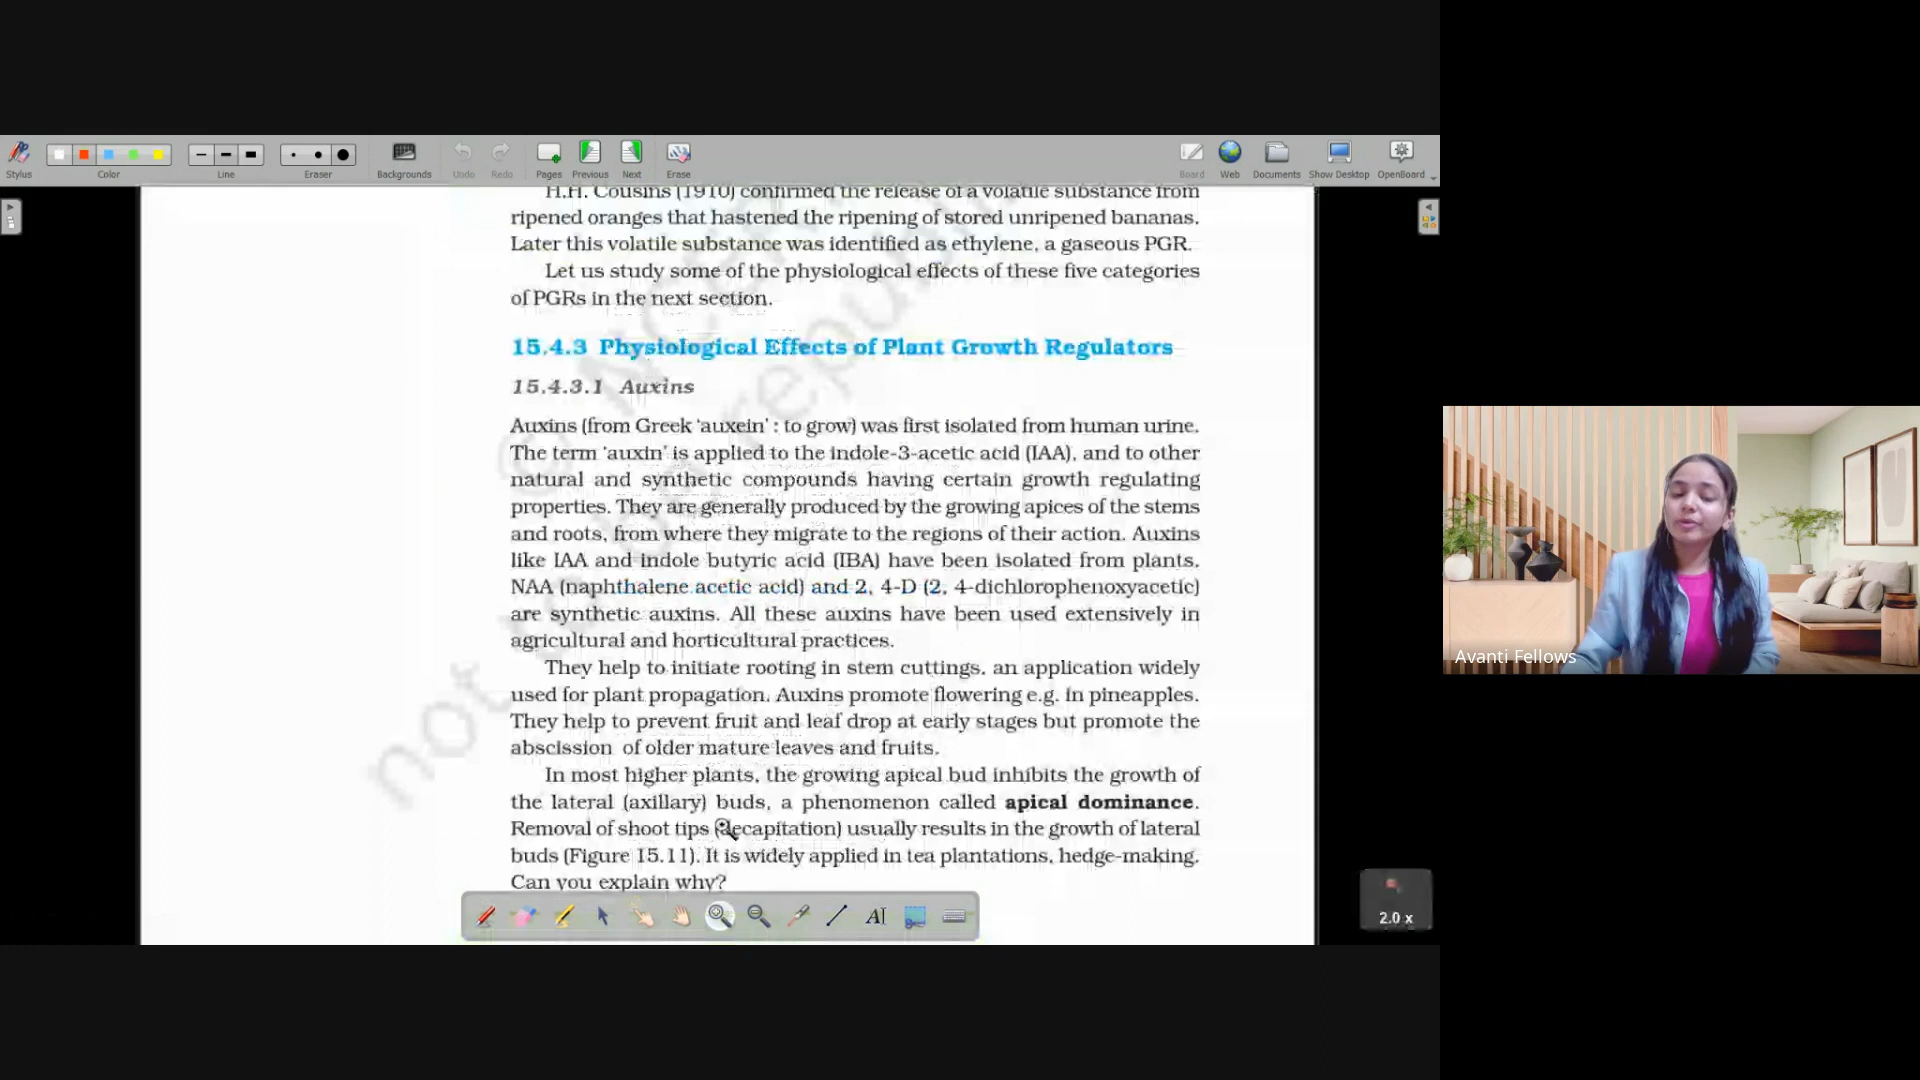 Stylus Color Line Eraser Backgrounds Undo Redo Pages Previous Next Erase Board Web Documents Show Desktop OpenBoard
H.H. Cousins (1910) confirmed the release of a volatile substance from
ripened oranges that hastened the ripening of stored unripened bananas.
Later this volatile substance was identified as ethylene, a gaseous PGR.
Let us study some of the physiological effects of these five categories
of PGRs in the next section.
15.4.3 Physiological Effects of Plant Growth Regulators
15.4.3.1 Auxins
Auxins (from Greek 'auxein' : to grow) was first isolated from human urine.
The term 'auxin' is applied to the indole-3-acetic acid (IAA), and to other
natural and synthetic compounds having certain growth regulating
properties. They are generally produced by the growing apices of the stems
and roots, from where they migrate to the regions of their action. Auxins
like IAA and indole butyric acid (IBA) have been isolated from plants.
NAA (naphthalene acetic acid) and 2, 4-D (2, 4-dichlorophenoxyacetic)
are synthetic auxins. All these auxins have been used extensively in
agricultural and horticultural practices.
They help to initiate rooting in stem cuttings, an application widely
used for plant propagation. Auxins promote flowering e.g. in pineapples.
They help to prevent fruit and leaf drop at early stages but promote the
abscission of older mature leaves and fruits.
In most higher plants, the growing apical bud inhibits the growth of
the lateral (axillary) buds, a phenomenon called apical dominance.
Removal of shoot tips (decapitation) usually results in the growth of lateral
buds (Figure 15.11). It is widely applied in tea plantations, hedge-making.
Can you explain why?
AI
2.0 x
Avanti Fellows